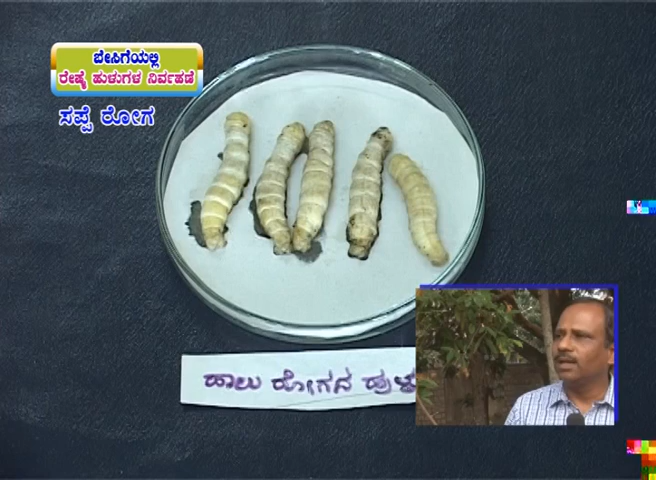 ಬೇಸಿಗೆಯಲ್ಲಿ
ರೇಷ್ಮೆ ಹುಳುಗಳ ನಿರ್ವಹಣೆ
ಸಪ್ಪೆ ರೋಗ
ಹಾಲು ರೋಗದ ಹುಳ